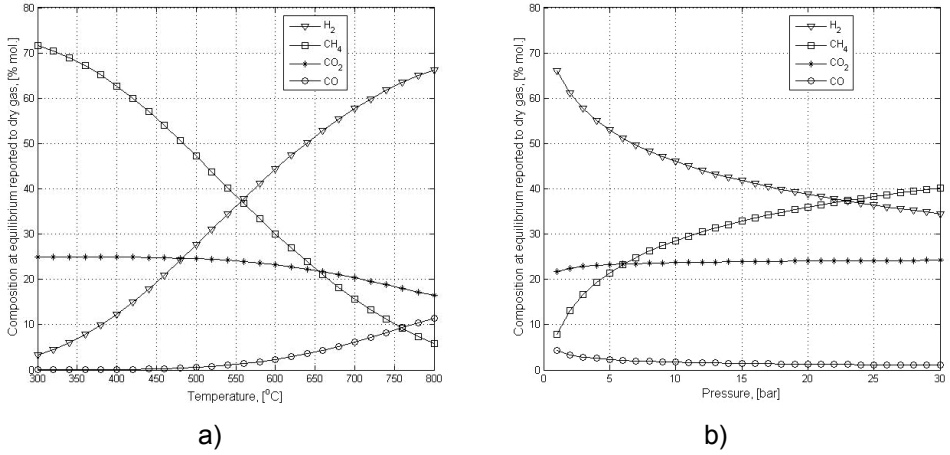 Composition at equilibrium reported to dry gas, [% mol.]
80
70
60
50
40
30
20
10
0
300 350 400 450 500 550 600 650 700 750 800
Temperature, [°C]
H2
CH4
CO2
CO
a)
Composition at equilibrium reported to dry gas, [% mol.]
80
70
60
50
40
30
20
10
0
0 5 10 15 20 25 30
Pressure, [bar]
H2
CH4
CO2
CO
b)